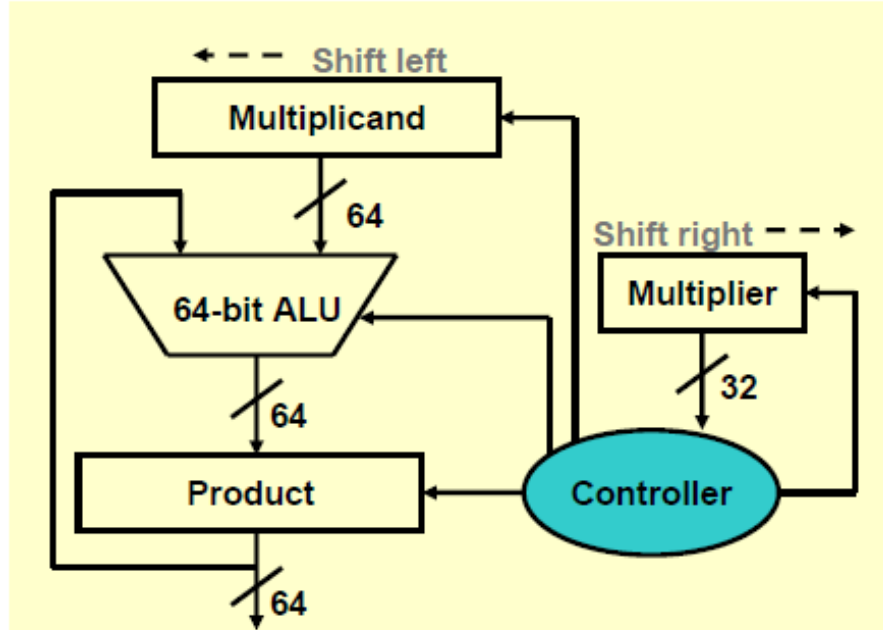 Shift left
Multiplicand
64
Shift right
64-bit ALU
Multiplier
32
64
Product
Controller
64